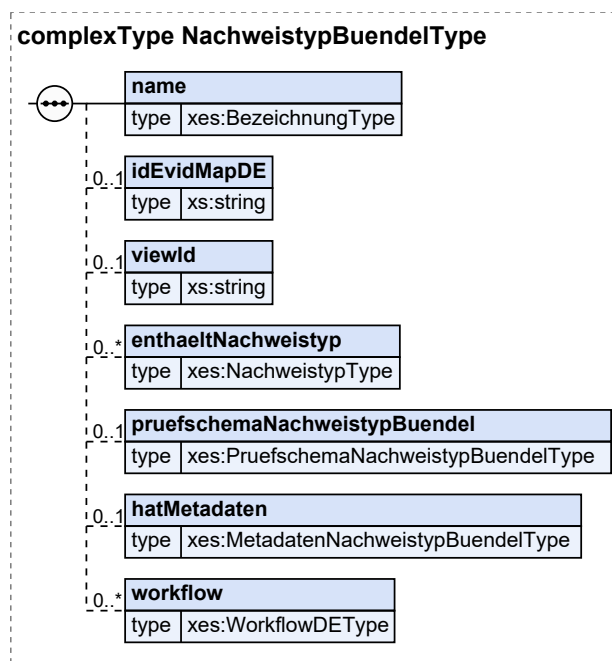 complexType NachweistypBuendelType
name
type xes:BezeichnungType
0..1 idEvidMapDE
type xs:string
0..1 viewId
type xs:string
0..* enthaeltNachweistyp
type xes:NachweistypType
0..1 pruefschemaNachweistypBuendel
type xes:PruefschemaNachweistypBuendelType
0..1 hatMetadaten
type xes:MetadatenNachweistypBuendelType
0..* workflow
type xes:WorkflowDEType